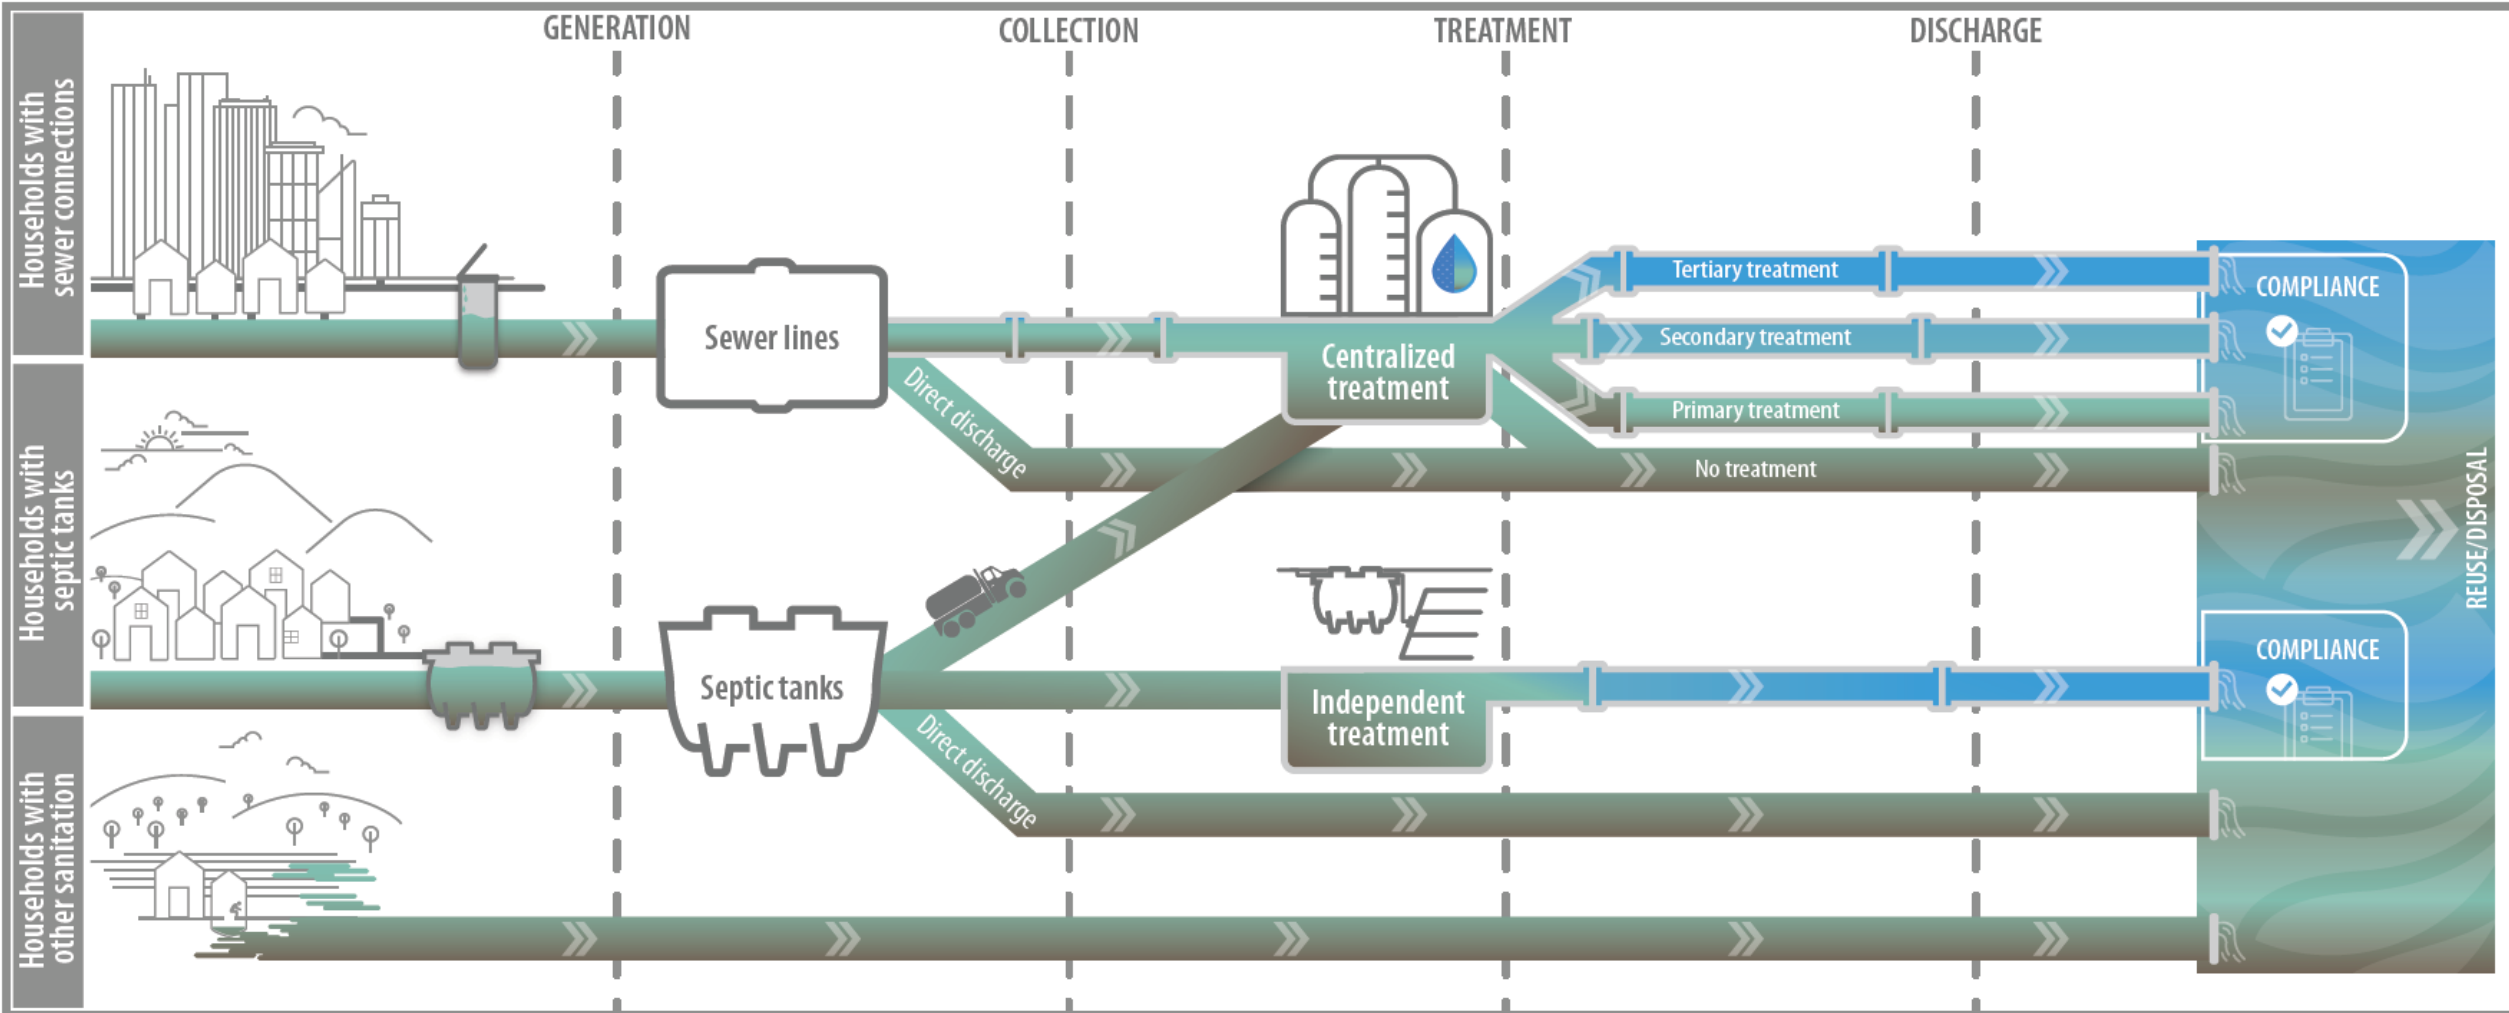 GENERATION
COLLECTION
TREATMENT
DISCHARGE
Households with
sewer connections
Sewer lines
Direct discharge
Centralized
treatment
Tertiary treatment
Secondary treatment
Primary treatment
No treatment
COMPLIANCE
Households with
septic tanks
Septic tanks
Direct discharge
Independent
treatment
COMPLIANCE
REUSE/DISPOSAL
Households with
other sanitation